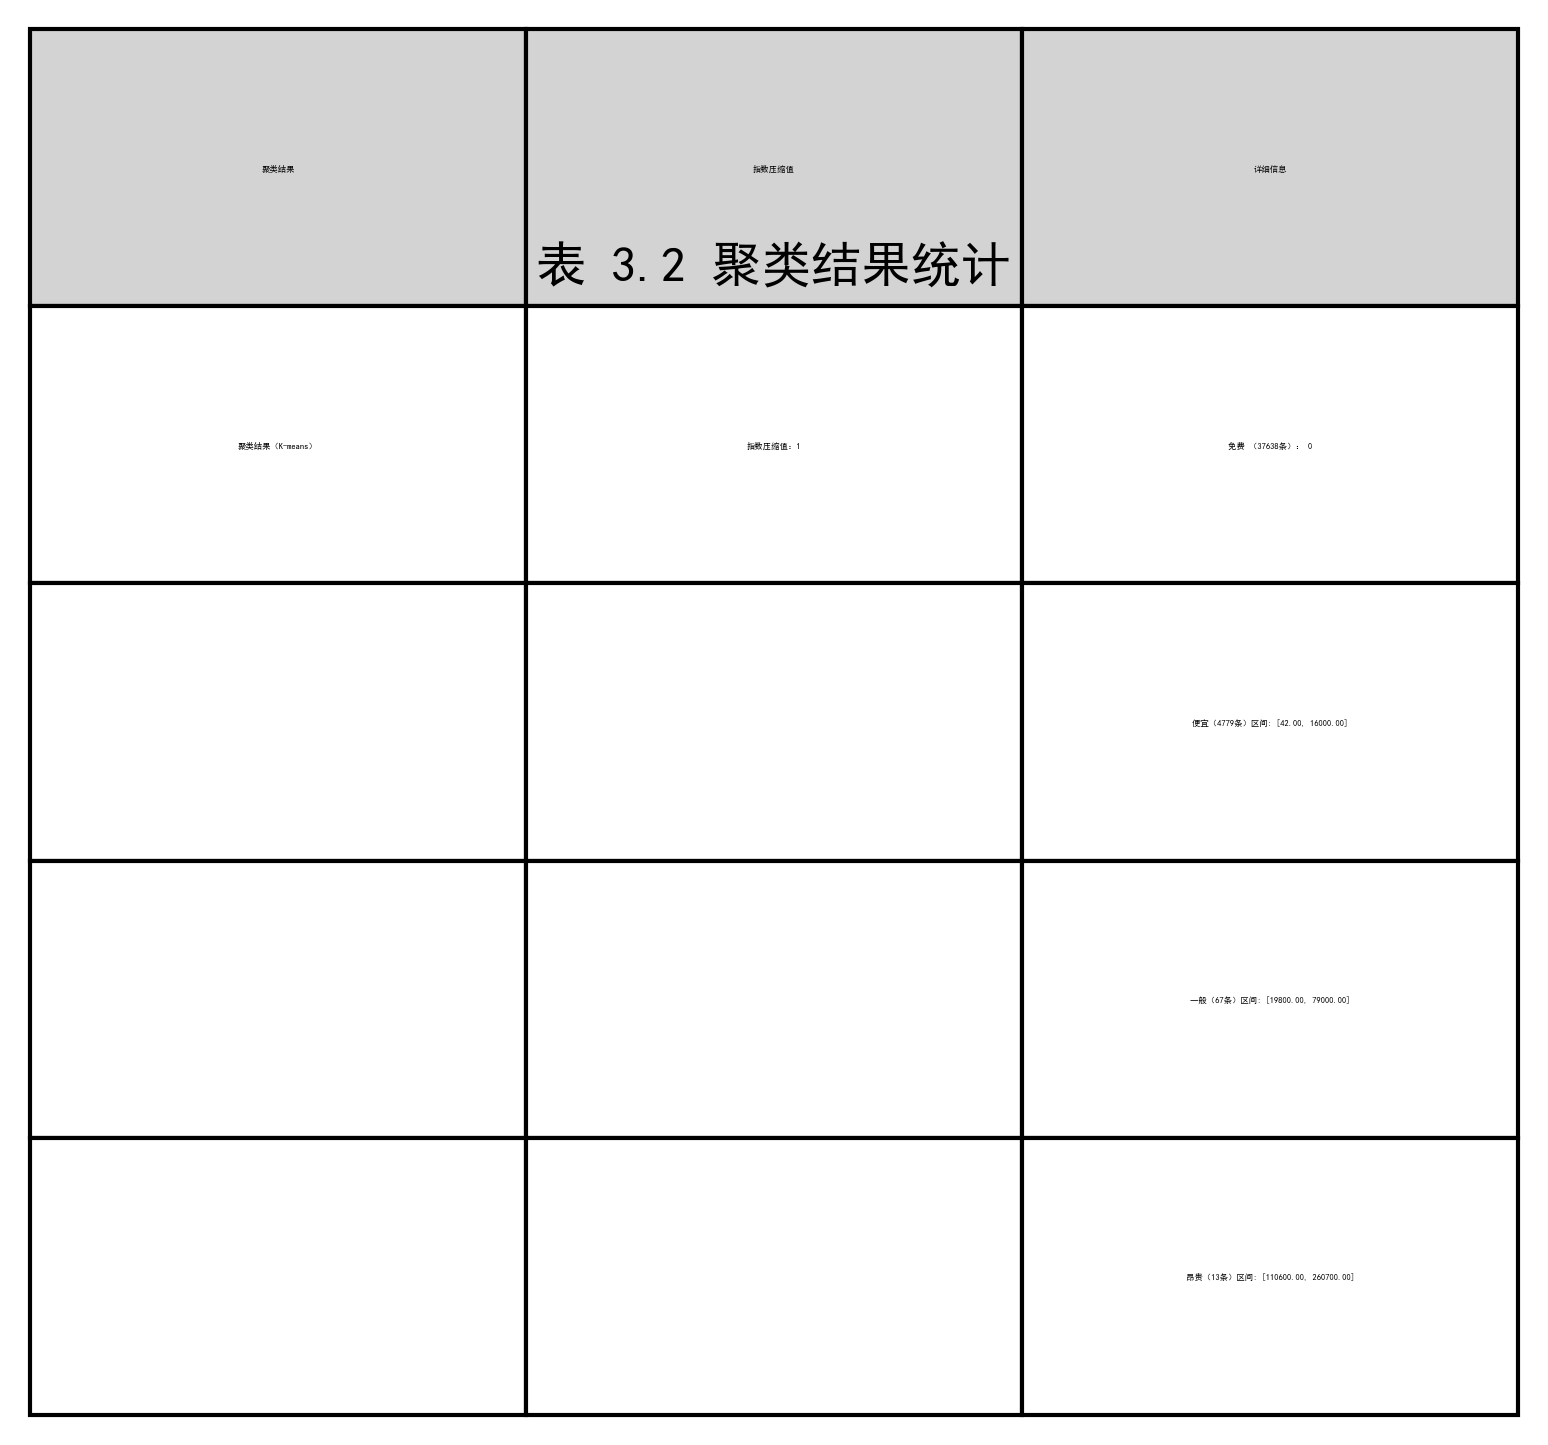 聚类结果 指数压缩值 详细信息
表 3.2 聚类结果统计
聚类结果（K-means） 指数压缩值：1 免费 （37638条）： 0
便宜（4779条）区间: [42.00, 16000.00]
一般（67条）区间: [19800.00, 79000.00]
昂贵（13条）区间: [110600.00, 260700.00]